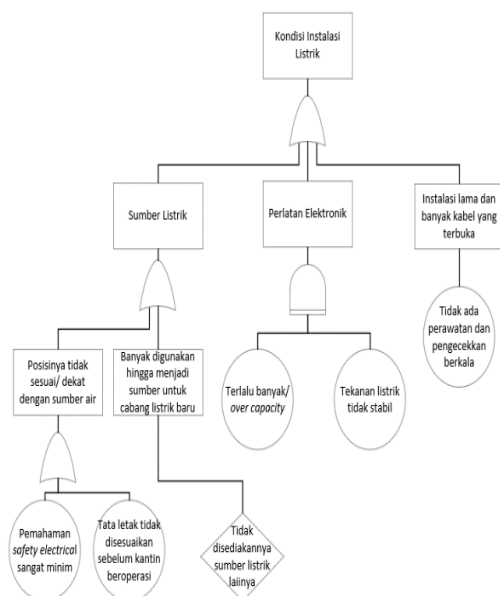 Kondisi Instalasi
Listrik
Sumber Listrik
Perlatan Elektronik
Instalasi lama dan
banyak kabel yang
terbuka
Posisinya tidak
sesuai/ dekat
dengan sumber air
Banyak digunakan
hingga menjadi
sumber untuk
cabang listrik baru
Terlalu banyak/
over capacity
Tekanan listrik
tidak stabil
Tidak ada
perawatan dan
pengecekkan
berkala
Pemahaman
safety electrical
sangat minim
Tata letak tidak
disesuaikan
sebelum kantin
beroperasi
Tidak
disediakannya
sumber listrik
laiinya